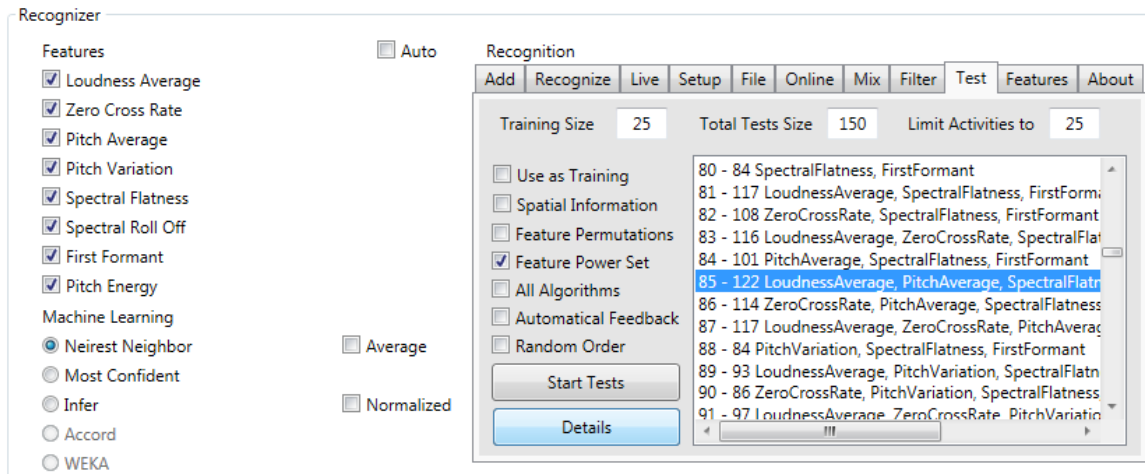 Recognizer
Features
Auto
Loudness Average
Zero Cross Rate
Pitch Average
Pitch Variation
Spectral Flatness
Spectral Roll Off
First Formant
Pitch Energy
Machine Learning
Neirest Neighbor
Average
Most Confident
Infer
Normalized
Accord
WEKA
Recognition
Add Recognize Live Setup File Online Mix Filter Test Features About
Training Size 25 Total Tests Size 150 Limit Activities to 25
Use as Training
Spatial Information
Feature Permutations
Feature Power Set
All Algorithms
Automatical Feedback
Random Order
Start Tests
Details
80 - 84 SpectralFlatness, FirstFormant
81 - 117 LoudnessAverage, SpectralFlatness, FirstForma
82 - 108 ZeroCrossRate, SpectralFlatness, FirstFormant
83 - 116 LoudnessAverage, ZeroCrossRate, SpectralFlat
84 - 101 PitchAverage, SpectralFlatness, FirstFormant
85 - 122 LoudnessAverage, PitchAverage, SpectralFlatn
86 - 114 ZeroCrossRate, PitchAverage, SpectralFlatness
87 - 117 LoudnessAverage, ZeroCrossRate, PitchAverag
88 - 84 PitchVariation, SpectralFlatness, FirstFormant
89 - 93 LoudnessAverage, PitchVariation, SpectralFlatn
90 - 86 ZeroCrossRate, PitchVariation, SpectralFlatness
91 - 97 LoudnessAverage, ZeroCrossRate, PitchVariatio